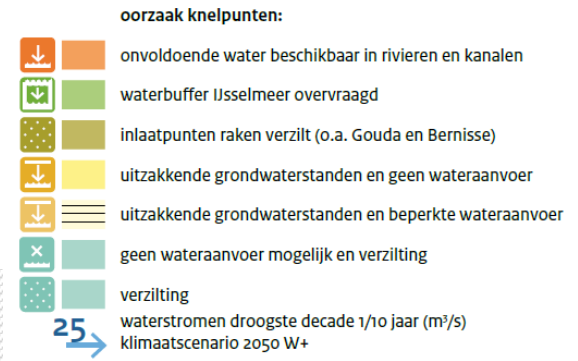 oorzaak knelpunten:
onvoldoende water beschikbaar in rivieren en kanalen
waterbuffer IJsselmeer overvraagd
inlaatpunten raken verzilt (o.a. Gouda en Bernisse)
uitzakkende grondwaterstanden en geen wateraanvoer
uitzakkende grondwaterstanden en beperkte wateraanvoer
geen wateraanvoer mogelijk en verzilting
verzilting
25 waterstromen droogste decade 1/10 jaar (m³/s)
klimaatscenario 2050 W+